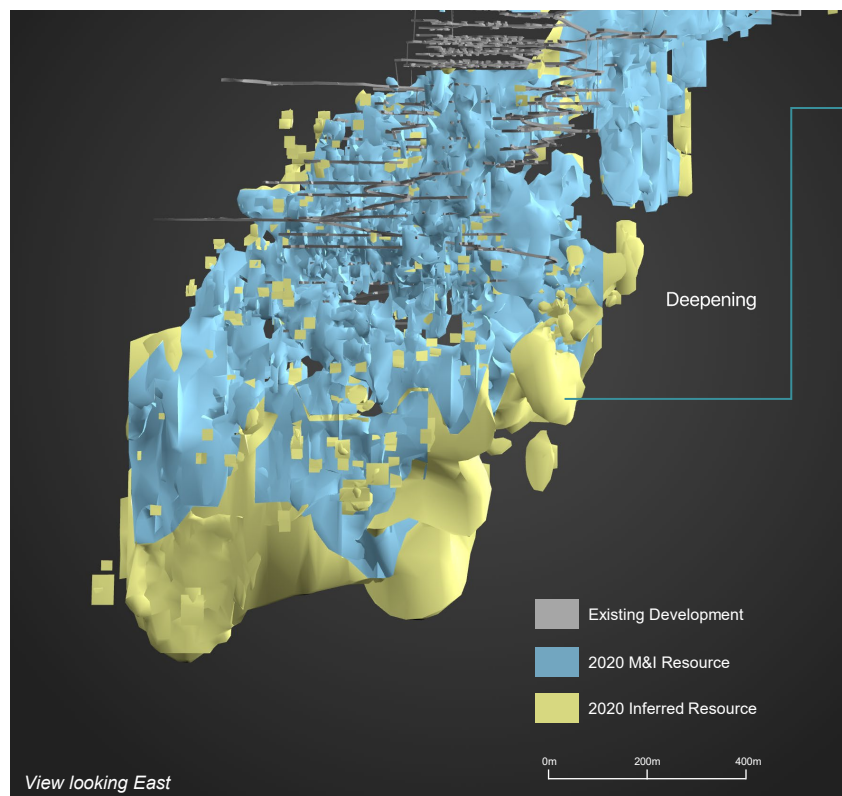 Deepening
Existing Development
2020 M&I Resource
2020 Inferred Resource
0m 200m 400m
View looking East